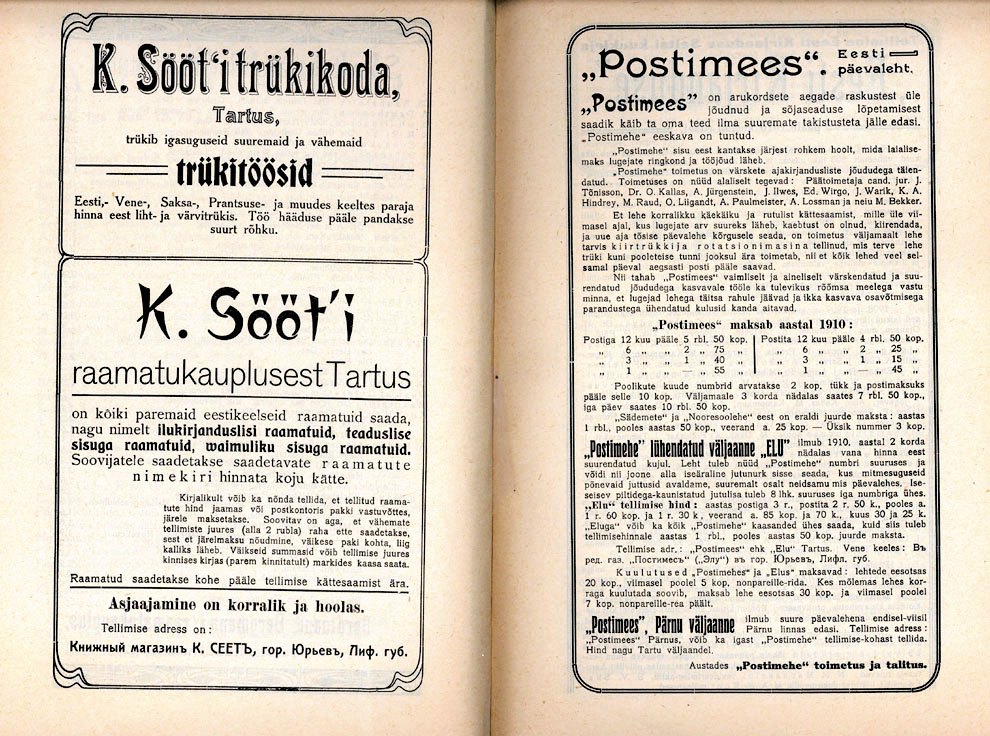 K. Sööt'i trükikoda,
Tartus,
trükib igasuguseid suuremaid ja vähemaid
trükitöösid
Eesti,- Vene-, Saksa-, Prantsuse- ja muudes keeltes paraja
hinna eest liht- ja värvitrükis. Töö hääduse pääle pandakse
suurt rõhku.
K. Sööt'i
raamatukauplusest Tartus
on kõiki paremaid eestikeelseid raamatuid saada,
nagu nimelt ilukirjanduslisi raamatuid, teaduslise
sisuga raamatuid, waimuliku sisuga raamatuid.
Soovijatele saadetakse saadetavate raamatute
nimekiri hinnata koju kätte.
Kirjalikult võib ka nõnda tellida, et tellitud raama-
tute hind jaamas või postkontoris pakki vastuvõttes,
järele maksetakse. Soovitav on aga, et vähemate
tellimiste juures (alla 2 rubla) raha ette saadetakse,
sest et järelmaksu nõudmine, väikese paki kohta, liig
kalliks läheb. Väikseid summasid võib tellimise juures
kinnises kirjas (parem kinnitatult) markides kaasa saata.
Raamatud saadetakse kohe pääle tellimise kättesaamist ära.
Asjaajamine on korralik ja hoolas.
Tellimise adress on:
Книжный магазинъ К. СЕЕТЪ, гор. Юрьевъ, Лиф. губ.
„Postimees“. Eesti
päevaleht.
„Postimees” on arukordsete aegade raskustest üle
jõudnud ja sõjaseaduse lõpetamisest
saadik käib ta oma teed ilma suuremate takistusteta jälle edasi.
„Postimehe“ eeskava on tuntud.
„Postimehe“ sisu eest kantakse järjest rohkem hoolt, mida laialise-
maks lugejate ringkond ja tööjõud läheb.
„Postimehe“ toimetus on värskete ajakirjandusliste jõududega täien-
datud. Toimetuses on nüüd alaliselt tegevad: Päätoimetaja cand. jur. J.
Tõnisson, Dr. O. Kallas, A. Jürgenstein, J. Ilwes, Ed. Wirgo, J. Warik, K. A.
Hindrey, M. Raud, O. Liigandt, A. Paulmeister, A. Lossman ja neiu M. Bekker.
Et lehe korralikku käekäiku ja rutulist kättesaamist, mille üle vii-
masel ajal, kus lugejate arv suureks läheb, kaebtust on olnud, kiirendada,
ja uue aja tõsise päevalehe kõrgusele seada, on toimetus väljamaalt lehe
tarvis kiirtrükkija rotatsionimasina tellinud, mis terve lehe
trüki kuni pooleteise tunni jooksul ära toimetab, nii et kõik lehed veel sel-
samal päeval aegsasti posti pääle saavad.
Nii tahab „Postimees“ vaimliselt ja aineliselt värskendatud ja suu-
rendatud jõududega kasvavale tööle ka tulevikus rõõmsa meelega vastu
minna, et lugejad lehega täitsa rahule jäävad ja ikka kasvava osavõtmisega
parandustega ühendatud kulusid kanda aitavad.
„Postimees“ maksab aastal 1910:
Postiga 12 kuu pääle 5 rbl. 50 kop. Postita 12 kuu pääle 4 rbl. 50 kop.
„ 6 „ „ 2 „ 75 „ „ 6 „ „ 2 „ 25 „
„ 3 „ „ 1 „ 40 „ „ 3 „ „ 1 „ 15 „
„ 1 „ „ — „ 55 „ „ 1 „ „ — „ 45 „
Poolikute kuude numbrid arvatakse 2 kop. tükk ja postimaksuks
pääle selle 10 kop. Väljamaale 3 korda nädalas saates 7 rbl. 50 kop.,
iga päev saates 10 rbl. 50 kop.
„Sädemete“ ja „Nooresoolehe“ eest on eraldi juurde maksta: aastas
1 rbl., pooles aastas 50 kop., veerand a. 25 kop. — Üksik nummer 3 kop.
„Postimehe“ lühendatud väljaanne „ELU” ilmub 1910. aastal 2 korda
nädalas vana hinna eest
suurendatud kujul. Leht tuleb nüüd „Postimehe“ numbri suuruses ja
võidi nii joone alla iseäraline jutunurk sisse seada, kus mitmesuguseid
põnevaid juttusid avaldame, suuremalt osalt neidsamu mis päevalehes. Ise-
seisev piltidega-kaunistatud jutulisa tuleb 8 lhk. suuruses iga numbriga ühes.
„Elu“ tellimise hind: aastas postiga 3 r., postita 2 r. 50 k., pooles a.
1 r. 60 kop. ja 1 r. 30 k, veerand a. 85 kop. ja 70 k., kuus 30 ja 25 k.
„Eluga“ võib ka kõik „Postimehe“ kaasanded ühes saada, kuid siis tuleb
tellimisehinnale aastas 1 rbl., pooles aastas 50 kop. juurde maksta.
Tellimise adr.: „Postimees“ ehk „Elu“ Tartus. Vene keeles: Въ
ред. газ. „Постимесъ“ („Элу“) въ гор. Юрьевъ, Лифл. губ.
Kuulutused „Postimehes“ ja „Elus“ maksavad: lehtede eesotsas
20 kop., viimasel poolel 5 kop. nonpareille-rida. Kes mõlemas lehes kor-
raga kuulutada soovib, maksab lehe eesotsas 30 kop. ja viimasel poolel
7 kop. nonpareille-rea päält.
„Postimees”, Pärnu väljaanne ilmub suure päevalehena endisel-viisil
Pärnu linnas edasi. Tellimise adress:
„Postimees“ Pärnus, võib ka igast „Postimehe“ tellimise-kohast tellida.
Hind nagu Tartu väljaandel.
Austades „Postimehe“ toimetus ja talitus.